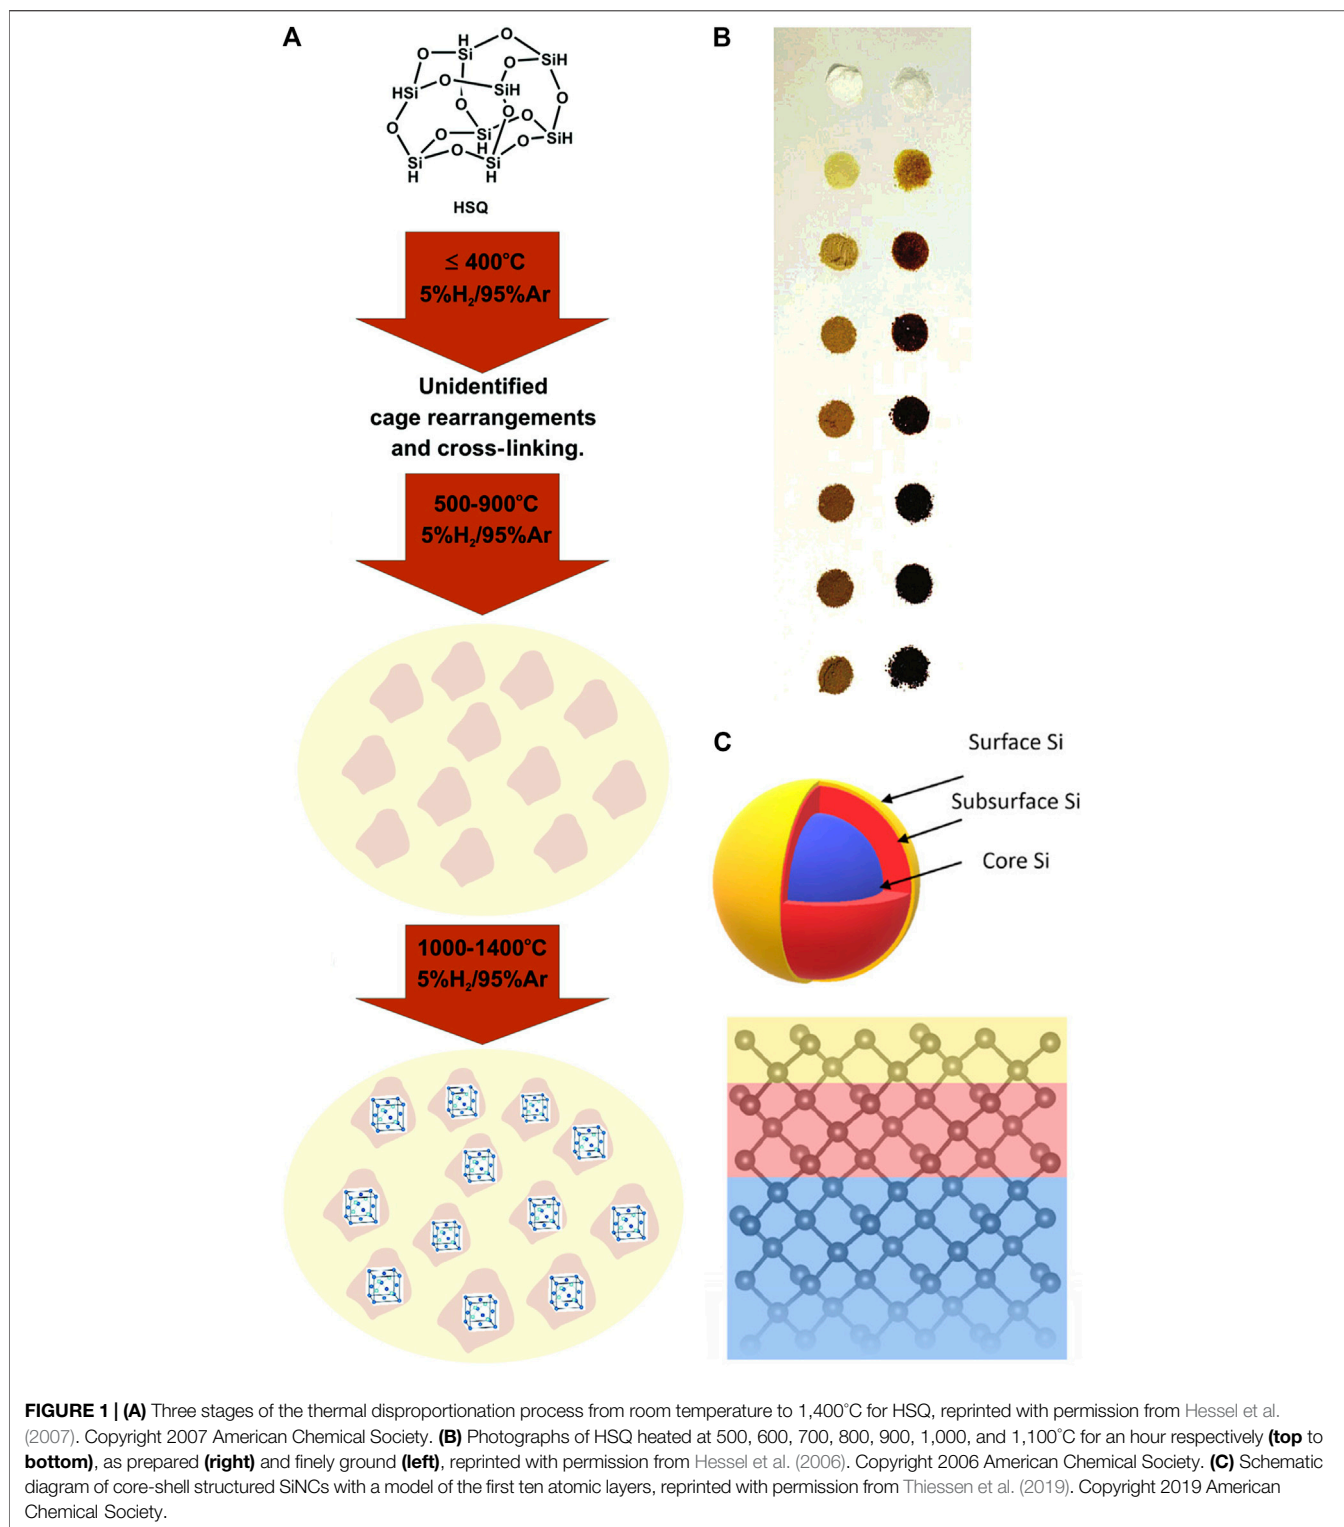 A
H
Si
O
O
SiH
O
HSi
O
SiH
O
O
O
O
SiH
Si
H
O
O
O
O
Si
H
Si
H
HSQ
≤ 400°C
5%H₂/95%Ar
Unidentified
cage rearrangements
and cross-linking.
500-900°C
5%H₂/95%Ar
1000-1400°C
5%H₂/95%Ar
B
C
Surface Si
Subsurface Si
Core Si
FIGURE 1 | (A) Three stages of the thermal disproportionation process from room temperature to 1,400°C for HSQ, reprinted with permission from Hessel et al.
(2007). Copyright 2007 American Chemical Society. (B) Photographs of HSQ heated at 500, 600, 700, 800, 900, 1,000, and 1,100°C for an hour respectively (top to
bottom), as prepared (right) and finely ground (left), reprinted with permission from Hessel et al. (2006). Copyright 2006 American Chemical Society. (C) Schematic
diagram of core-shell structured SiNCs with a model of the first ten atomic layers, reprinted with permission from Thiessen et al. (2019). Copyright 2019 American
Chemical Society.